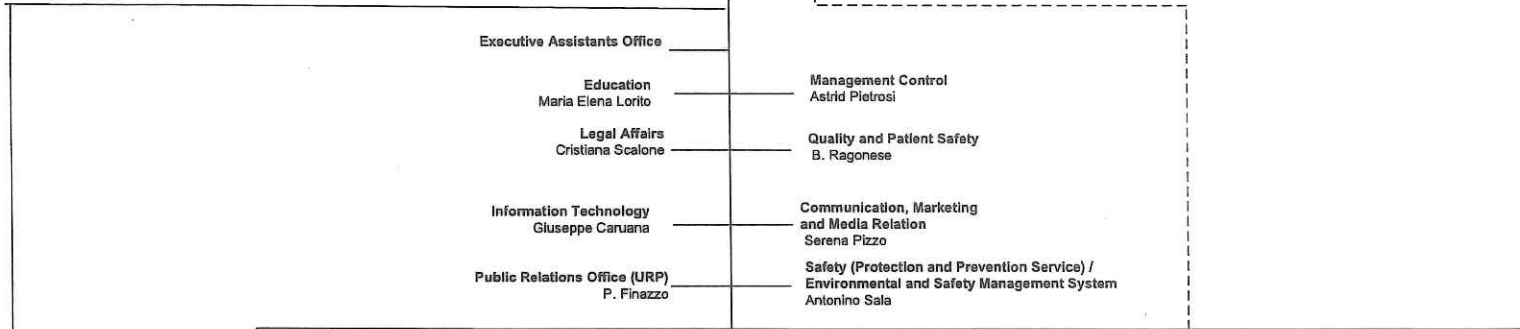 Executive Assistants Office
Education
Maria Elena Lorito
Management Control
Astrid Pietrosi
Legal Affairs
Cristiana Scalone
Quality and Patient Safety
B. Ragonese
Information Technology
Giuseppe Caruana
Communication, Marketing
and Media Relation
Serena Pizzo
Public Relations Office (URP)
P. Finazzo
Safety (Protection and Prevention Service) /
Environmental and Safety Management System
Antonino Sala